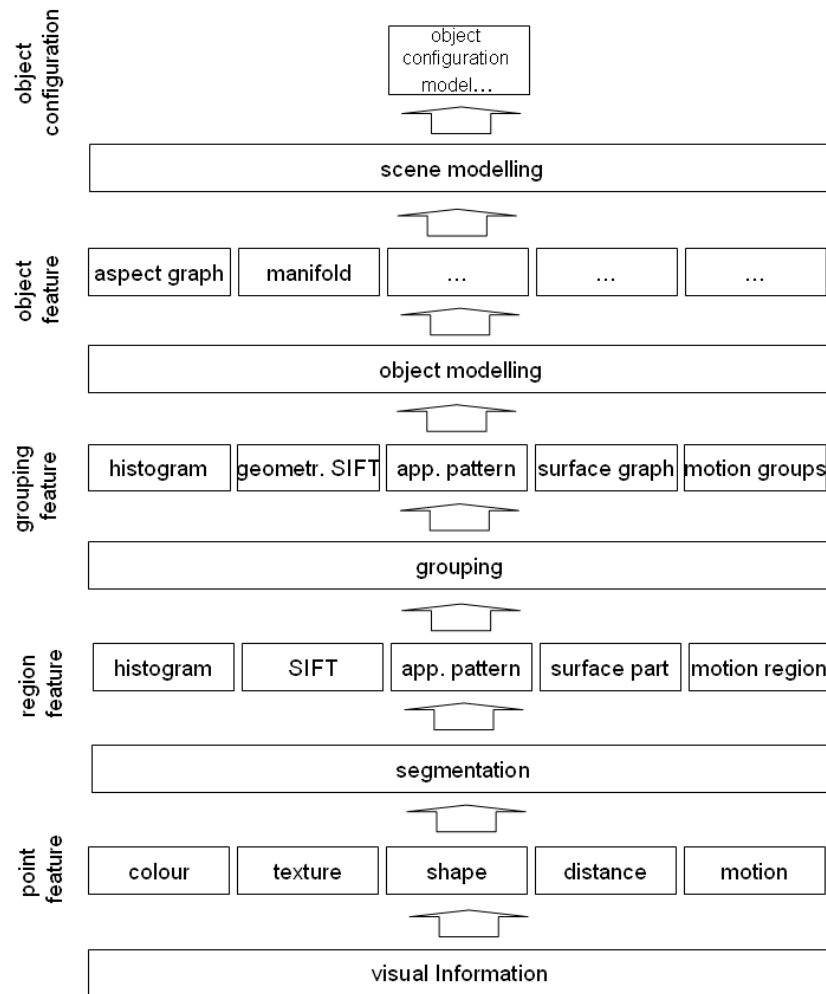 object
configuration
object
configuration
model...
scene modelling
object
feature
aspect graph
manifold
...
...
...
object modelling
grouping
feature
histogram
geometr. SIFT
app. pattern
surface graph
motion groups
grouping
region
feature
histogram
SIFT
app. pattern
surface part
motion region
segmentation
point
feature
colour
texture
shape
distance
motion
visual Information